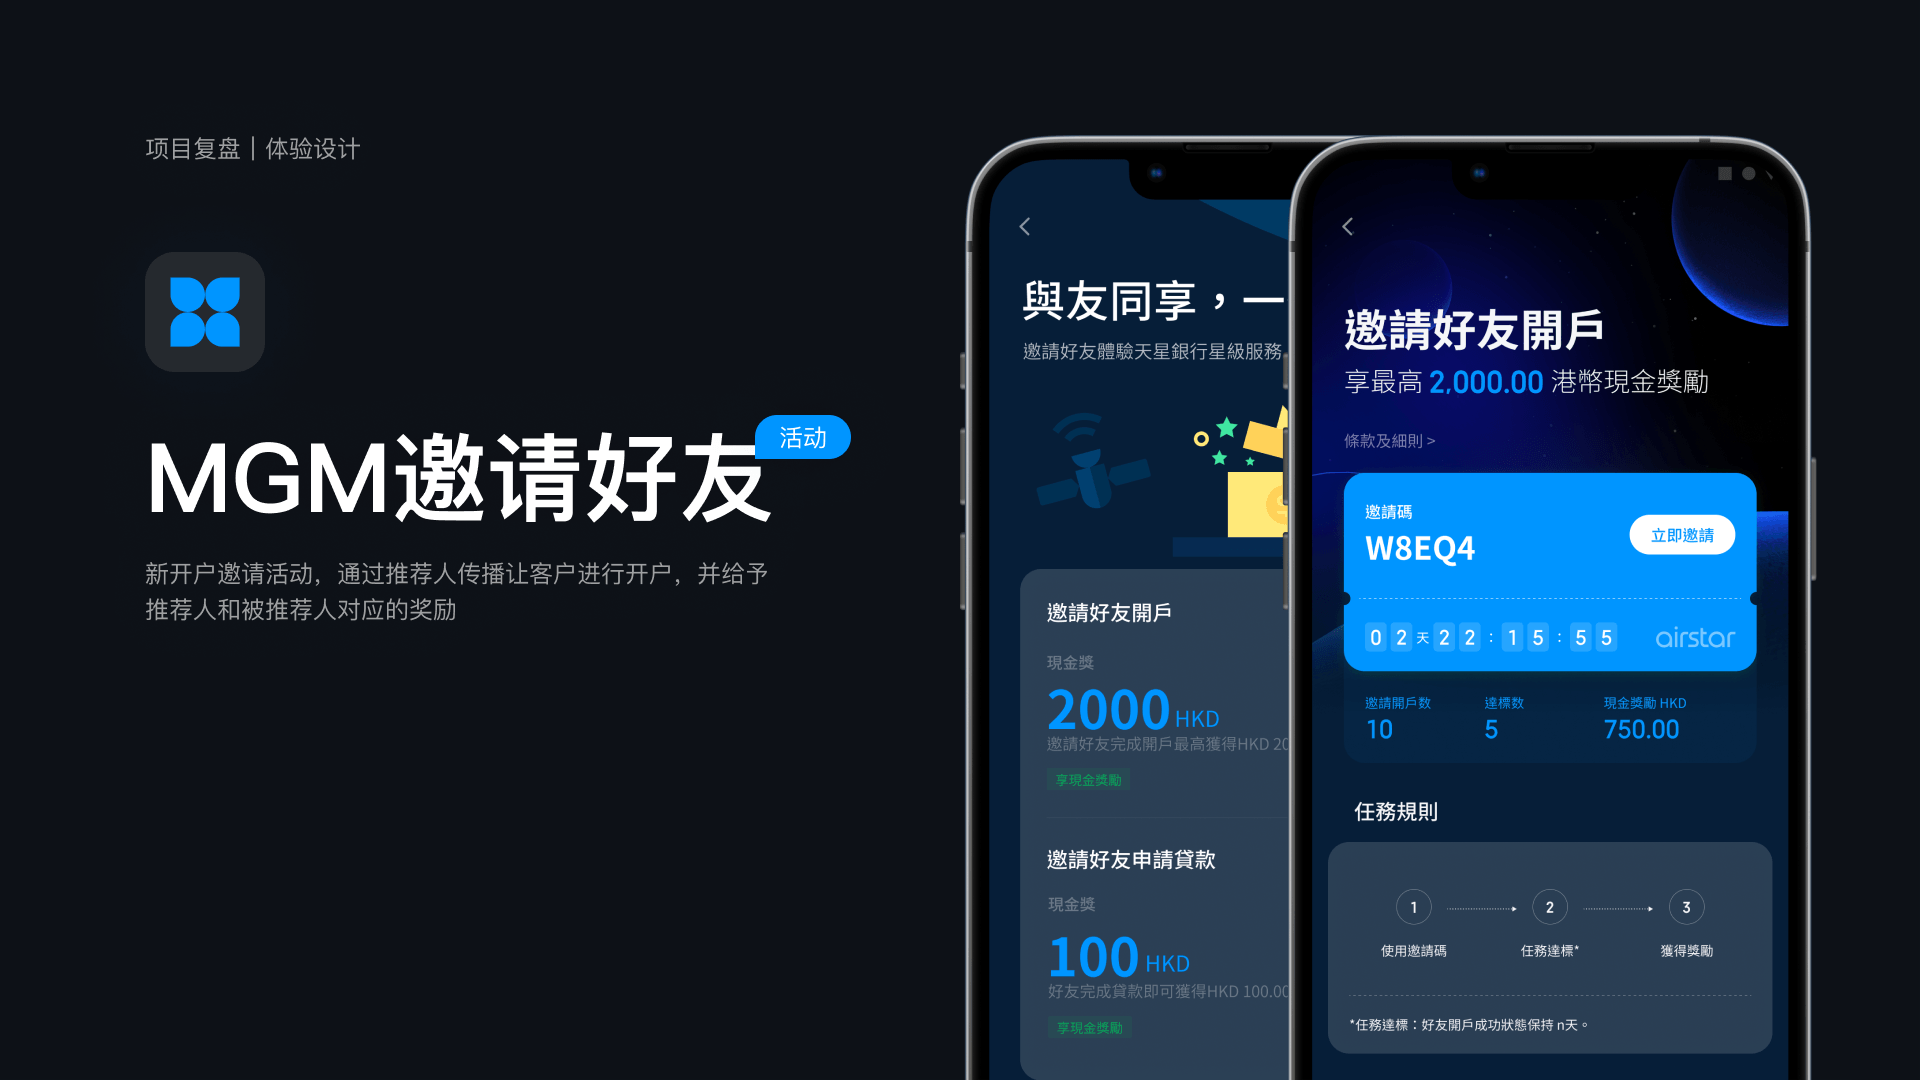 项目复盘｜体验设计
活动
MGM邀请好友
新开户邀请活动，通过推荐人传播让客户进行开户，并给予
推荐人和被推荐人对应的奖励
與友同享，一
邀請好友體驗天星銀行星級服務
邀請好友開戶
現金獎
2000 HKD
邀請好友完成開戶最高獲得HKD 20
享現金獎勵
邀請好友申請貸款
現金獎
100 HKD
好友完成貸款即可獲得HKD 100.00
享現金獎勵
邀請好友開戶
享最高 2,000.00 港幣現金獎勵
條款及細則 >
邀請碼
W8EQ4
立即邀請
02天22:15:55
airstar
邀請開戶数 達標数 現金獎勵 HKD
10 5 750.00
任務規則
1 2 3
使用邀請碼 任務達標* 獲得獎勵
*任務達標：好友開戶成功狀態保持 n天。